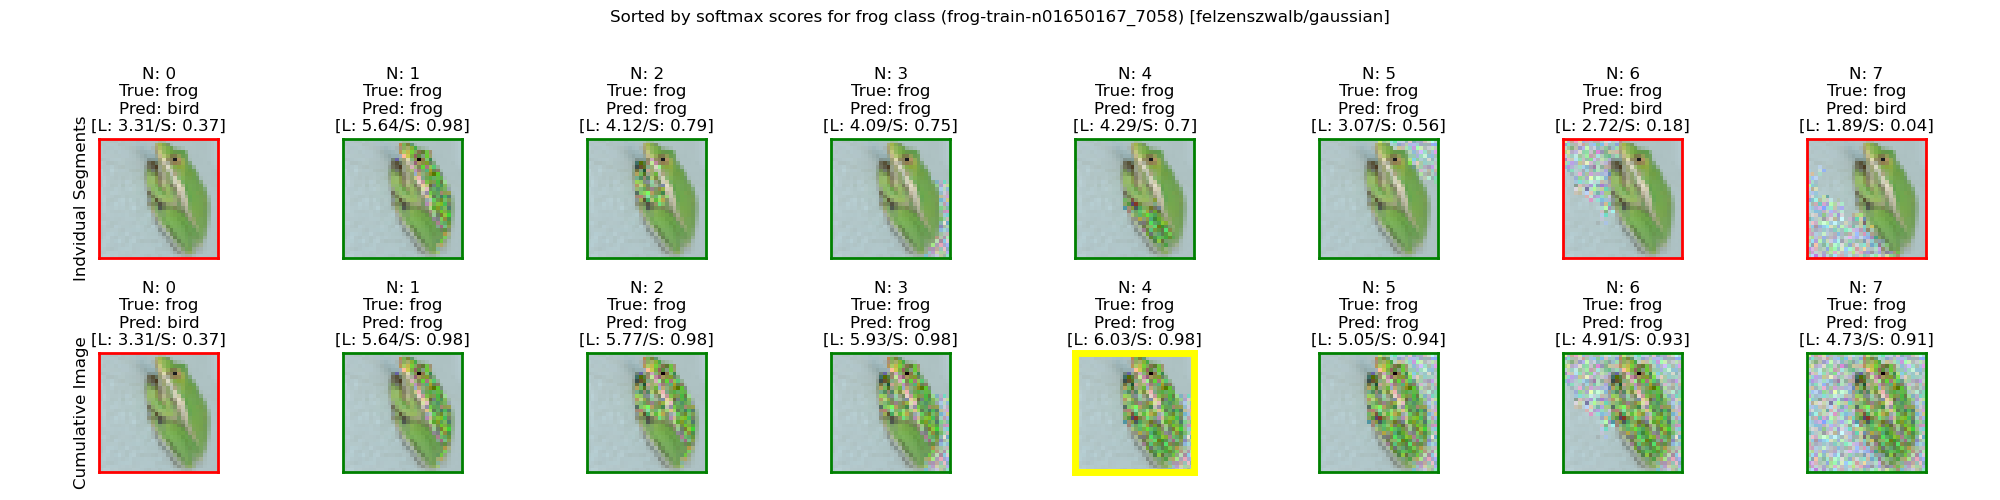 Sorted by softmax scores for frog class (frog-train-n01650167_7058) [felzenszwalb/gaussian]
Indvidual Segments
N: 0
True: frog
Pred: bird
[L: 3.31/S: 0.37]
N: 1
True: frog
Pred: frog
[L: 5.64/S: 0.98]
N: 2
True: frog
Pred: frog
[L: 4.12/S: 0.79]
N: 3
True: frog
Pred: frog
[L: 4.09/S: 0.75]
N: 4
True: frog
Pred: frog
[L: 4.29/S: 0.7]
N: 5
True: frog
Pred: frog
[L: 3.07/S: 0.56]
N: 6
True: frog
Pred: bird
[L: 2.72/S: 0.18]
N: 7
True: frog
Pred: bird
[L: 1.89/S: 0.04]
Cumulative Image
N: 0
True: frog
Pred: bird
[L: 3.31/S: 0.37]
N: 1
True: frog
Pred: frog
[L: 5.64/S: 0.98]
N: 2
True: frog
Pred: frog
[L: 5.77/S: 0.98]
N: 3
True: frog
Pred: frog
[L: 5.93/S: 0.98]
N: 4
True: frog
Pred: frog
[L: 6.03/S: 0.98]
N: 5
True: frog
Pred: frog
[L: 5.05/S: 0.94]
N: 6
True: frog
Pred: frog
[L: 4.91/S: 0.93]
N: 7
True: frog
Pred: frog
[L: 4.73/S: 0.91]